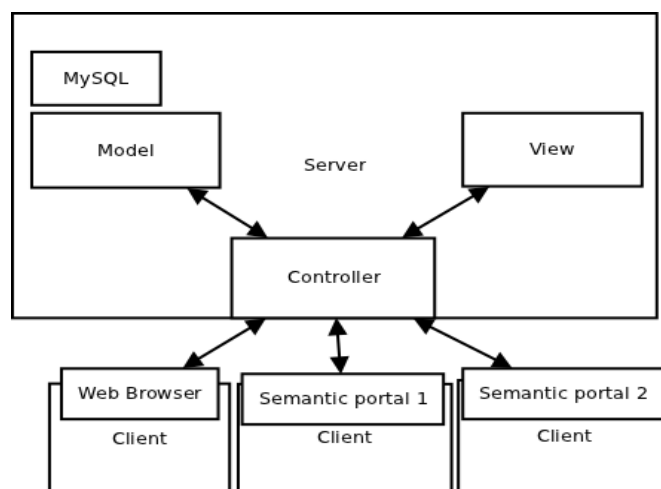 MySQL
Model
Server
View
Controller
Web Browser
Semantic portal 1
Semantic portal 2
Client
Client
Client